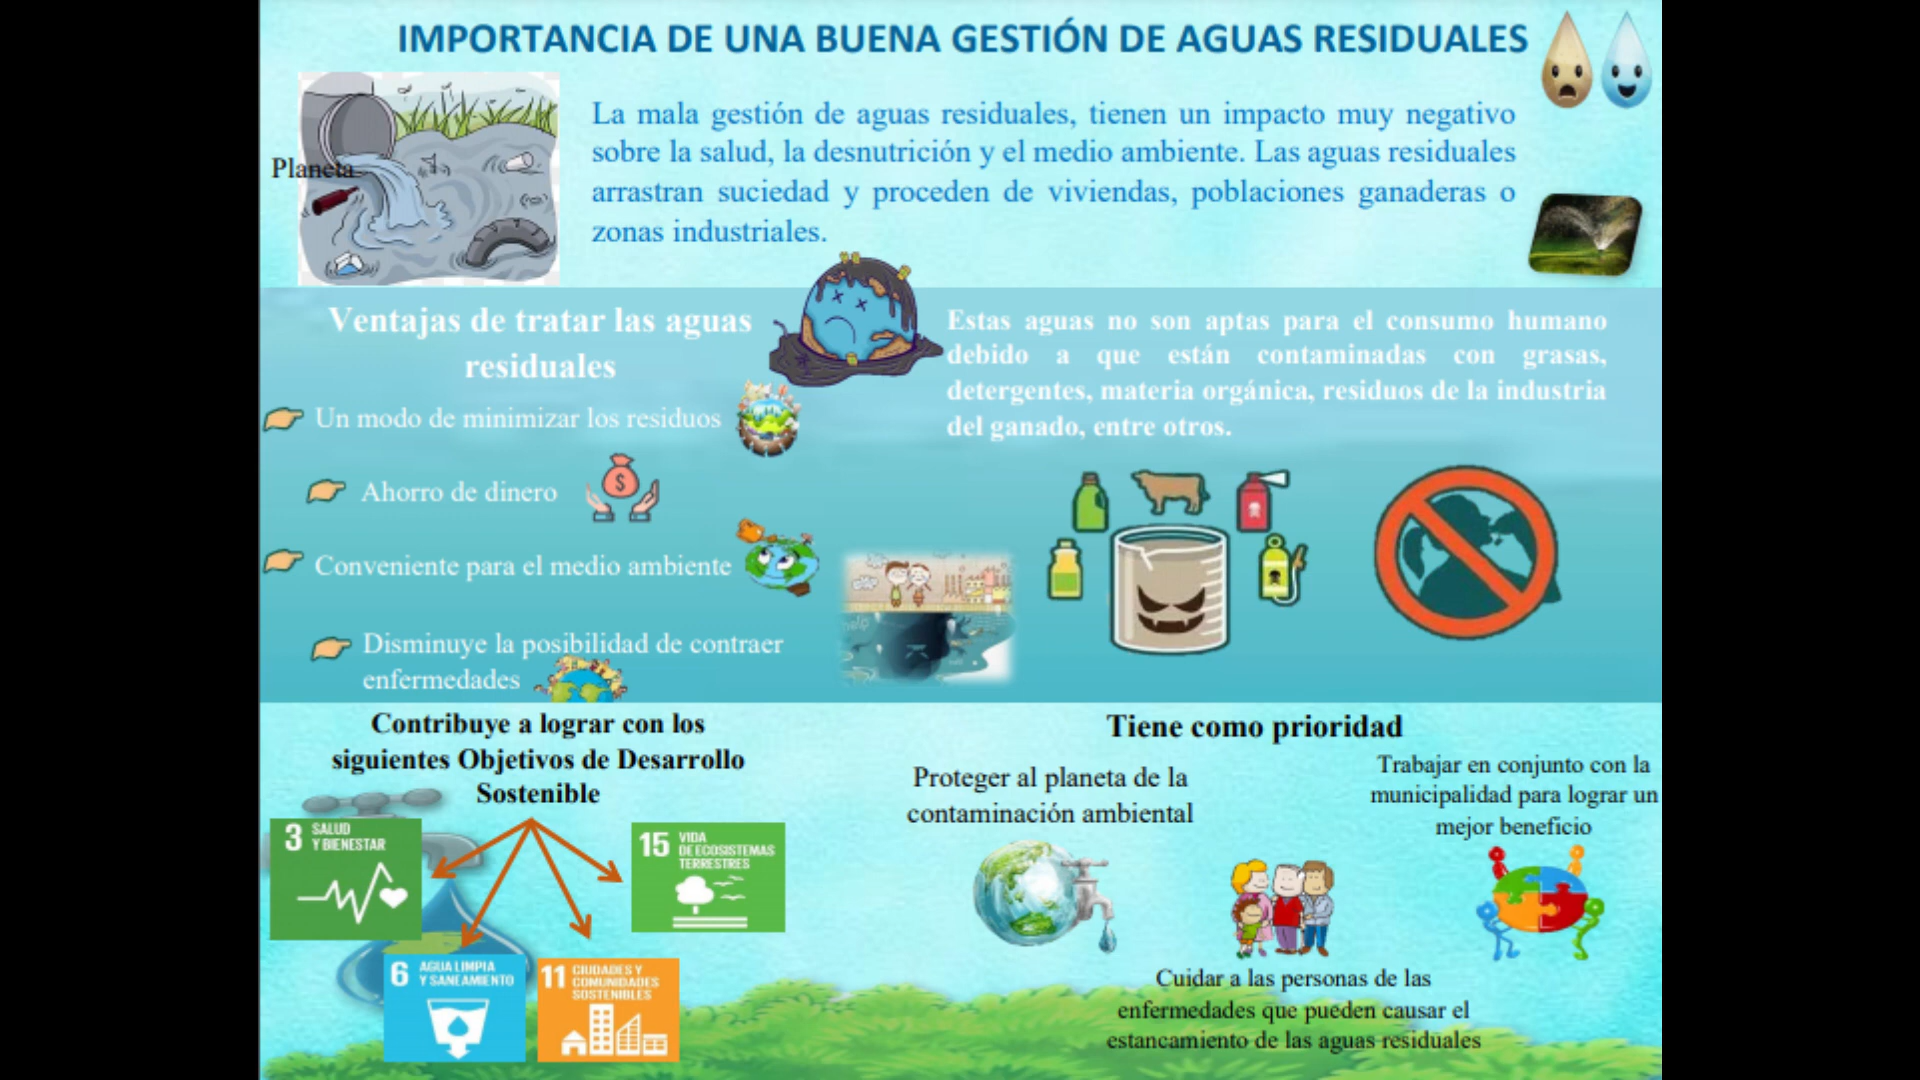 IMPORTANCIA DE UNA BUENA GESTIÓN DE AGUAS RESIDUALES
Planeta
La mala gestión de aguas residuales, tienen un impacto muy negativo
sobre la salud, la desnutrición y el medio ambiente. Las aguas residuales
arrastran suciedad y proceden de viviendas, poblaciones ganaderas o
zonas industriales.
Ventajas de tratar las aguas
residuales
Un modo de minimizar los residuos
Ahorro de dinero
$
Conveniente para el medio ambiente
Disminuye la posibilidad de contraer
enfermedades
Estas aguas no son aptas para el consumo humano
debido a que están contaminadas con grasas,
detergentes, materia orgánica, residuos de la industria
del ganado, entre otros.
help
Contribuye a lograr con los
siguientes Objetivos de Desarrollo
Sostenible
3 SALUD
Y BIENESTAR
15 VIDA
DE ECOSISTEMAS
TERRESTRES
6 AGUA LIMPIA
Y SANEAMIENTO
11 CIUDADES Y
COMUNIDADES
SOSTENIBLES
Tiene como prioridad
Proteger al planeta de la
contaminación ambiental
Trabajar en conjunto con la
municipalidad para lograr un
mejor beneficio
Cuidar a las personas de las
enfermedades que pueden causar el
estancamiento de las aguas residuales